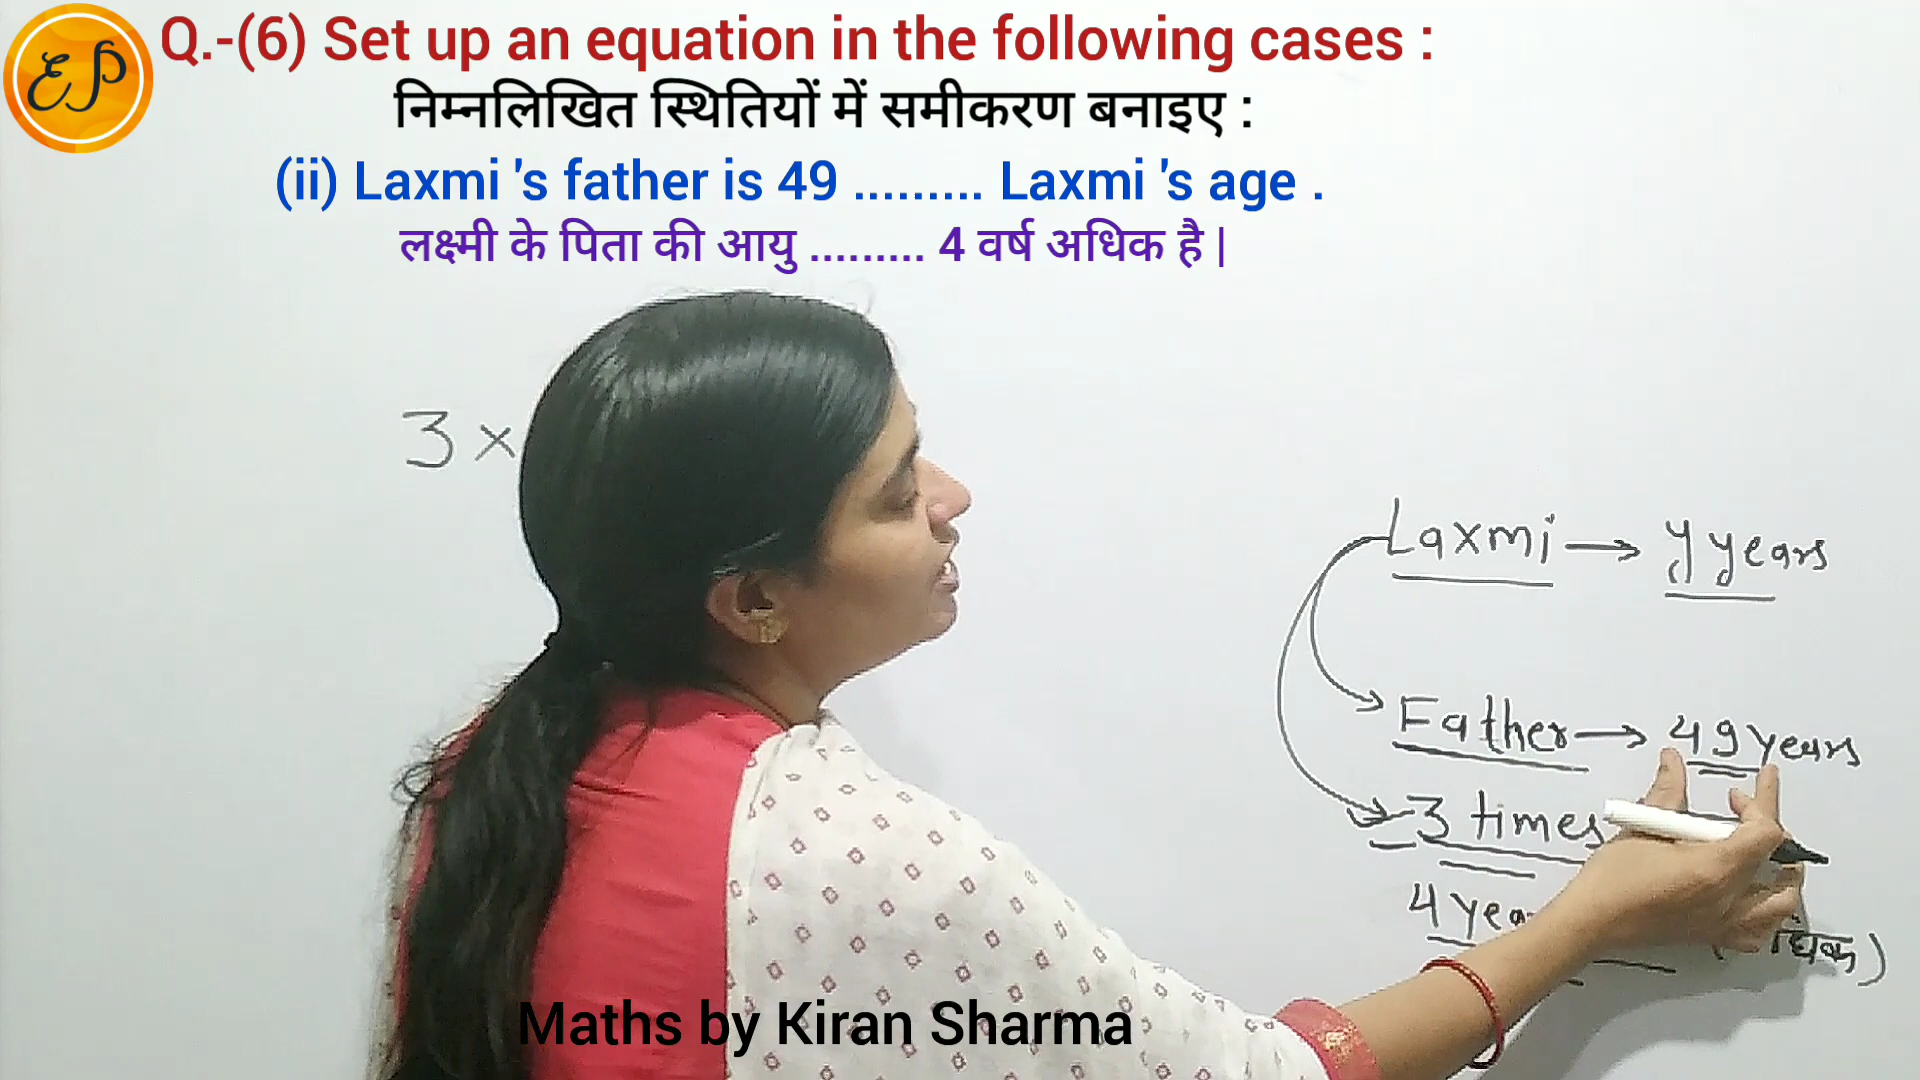 EP
Q.-(6) Set up an equation in the following cases :
निम्नलिखित स्थितियों में समीकरण बनाइए :
(ii) Laxmi 's father is 49 ......... Laxmi 's age .
लक्ष्मी के पिता की आयु ......... 4 वर्ष अधिक है |
3 ×
Laxmi → y years
Father → 49 years
3 times
4
Maths by Kiran Sharma